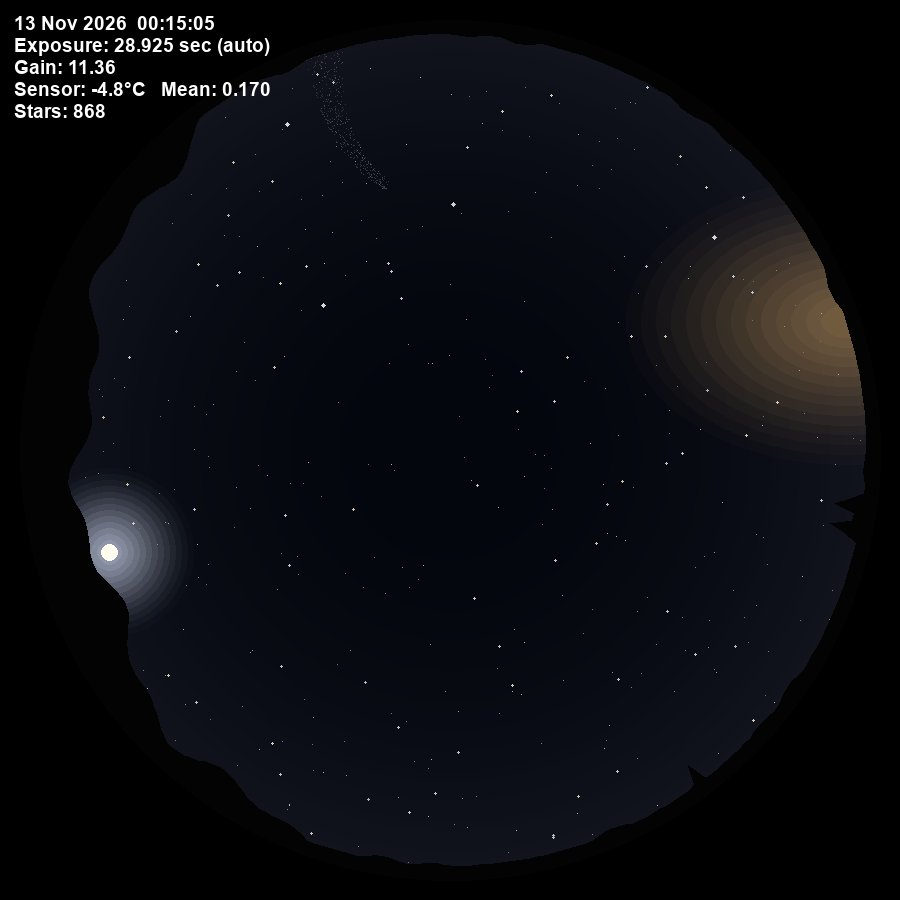 13 Nov 2026  00:15:05
Exposure: 28.925 sec (auto)
Gain: 11.36
Sensor: -4.8°C   Mean: 0.170
Stars: 868